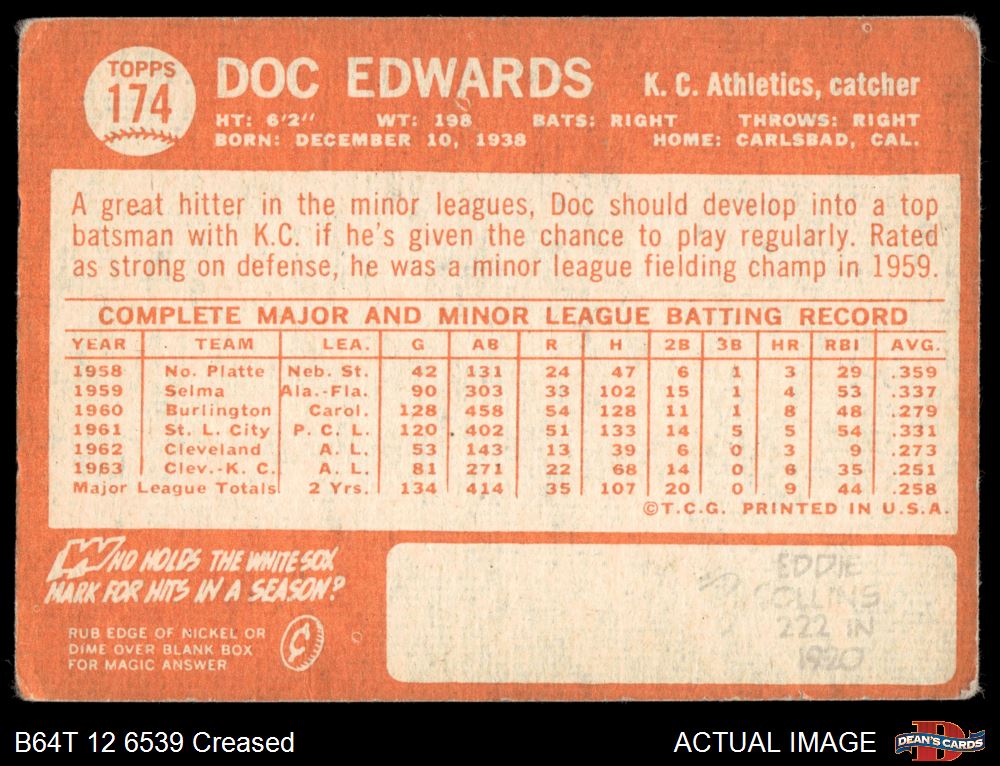 TOPPS
174
DOC EDWARDS
K. C. Athletics, catcher
HT: 6'2" WT: 198 BATS: RIGHT THROWS: RIGHT
BORN: DECEMBER 10, 1938 HOME: CARLSBAD, CAL.
A great hitter in the minor leagues, Doc should develop into a top
batsman with K.C. if he's given the chance to play regularly. Rated
as strong on defense, he was a minor league fielding champ in 1959.
COMPLETE MAJOR AND MINOR LEAGUE BATTING RECORD
YEAR TEAM LEA. G AB R H 2B 3B HR RBI AVG.
1958 No. Platte Neb. St. 42 131 24 47 6 1 3 29 .359
1959 Selma Ala.-Fla. 90 303 33 102 15 1 4 53 .337
1960 Burlington Carol. 128 458 54 128 11 1 8 48 .279
1961 St. L. City P. C. L. 120 402 51 133 14 5 5 54 .331
1962 Cleveland A. L. 53 143 13 39 6 0 3 9 .273
1963 Clev.-K. C. A. L. 81 271 22 68 14 0 6 35 .251
Major League Totals 2 Yrs. 134 414 35 107 20 0 9 44 .258
©T.C.G. PRINTED IN U.S.A.
WHO HOLDS THE WHITE SOX
MARK FOR HITS IN A SEASON?
RUB EDGE OF NICKEL OR
DIME OVER BLANK BOX
FOR MAGIC ANSWER
¢
EDDIE
COLLINS
222 IN
1920
B64T 12 6539 Creased
ACTUAL IMAGE
D
DEAN'S CARDS